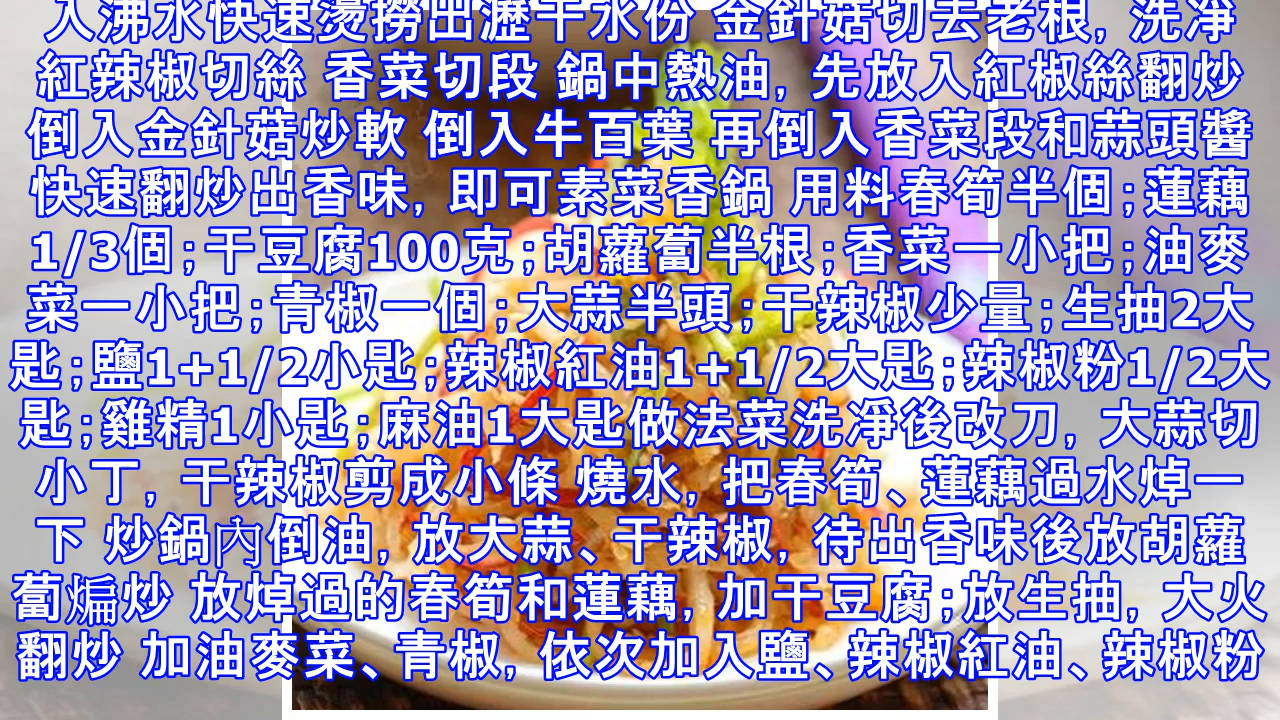 入沸水快速燙撈出瀝干水份 金針菇切去老根, 洗淨
紅辣椒切絲 香菜切段 鍋中熱油, 先放入紅椒絲翻炒
倒入金針菇炒軟 倒入牛百葉 再倒入香菜段和蒜頭醬
快速翻炒出香味, 即可素菜香鍋 用料春筍半個;蓮藕
1/3個;干豆腐100克;胡蘿蔔半根;香菜一小把;油麥
菜一小把;青椒一個;大蒜半頭;干辣椒少量;生抽2大
匙;鹽1+1/2小匙;辣椒紅油1+1/2大匙;辣椒粉1/2大
匙;雞精1小匙;麻油1大匙做法菜洗凈後改刀, 大蒜切
小丁, 干辣椒剪成小條 燒水, 把春筍、蓮藕過水焯一
下 炒鍋內倒油, 放大蒜、干辣椒, 待出香味後放胡蘿
蔔煸炒 放焯過的春筍和蓮藕, 加干豆腐;放生抽, 大火
翻炒 加油麥菜、青椒, 依次加入鹽、辣椒紅油、辣椒粉